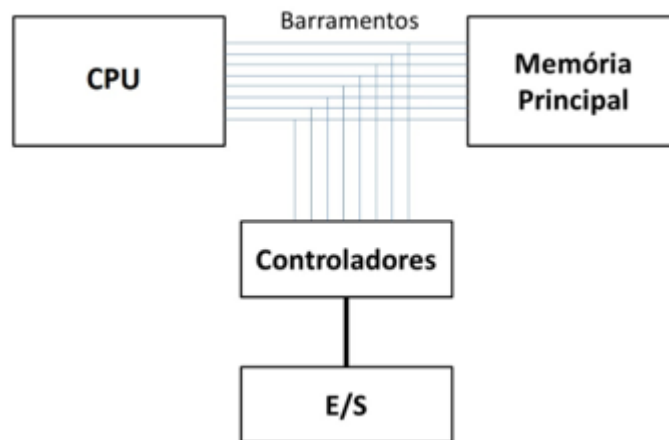 Barramentos
CPU
Memória
Principal
Controladores
E/S